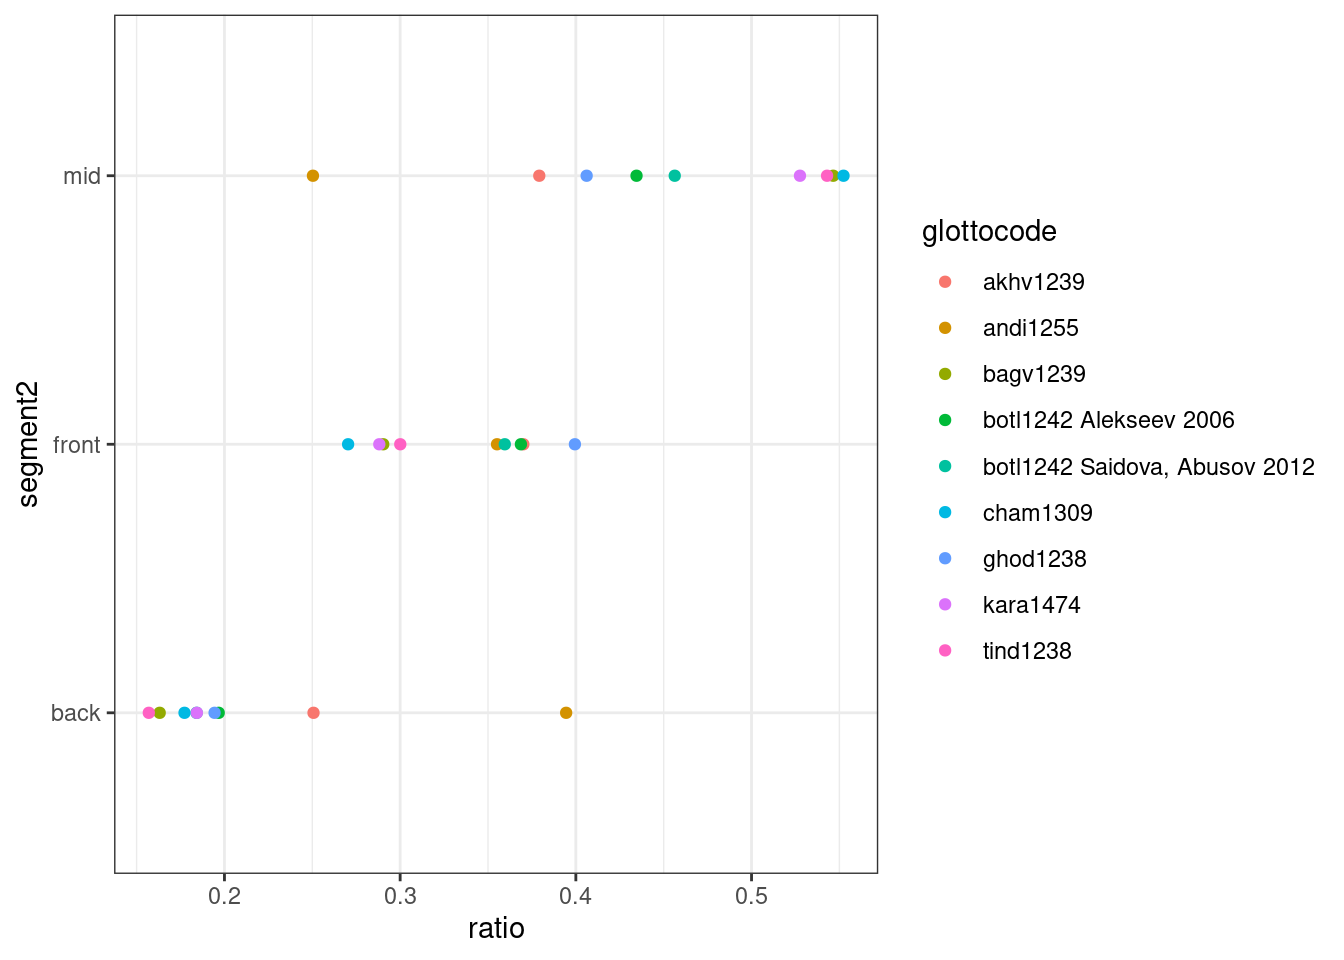 mid
front
back
segment2
0.2 0.3 0.4 0.5
ratio
glottocode
akhv1239
andi1255
bagv1239
botl1242 Alekseev 2006
botl1242 Saidova, Abusov 2012
cham1309
ghod1238
kara1474
tind1238